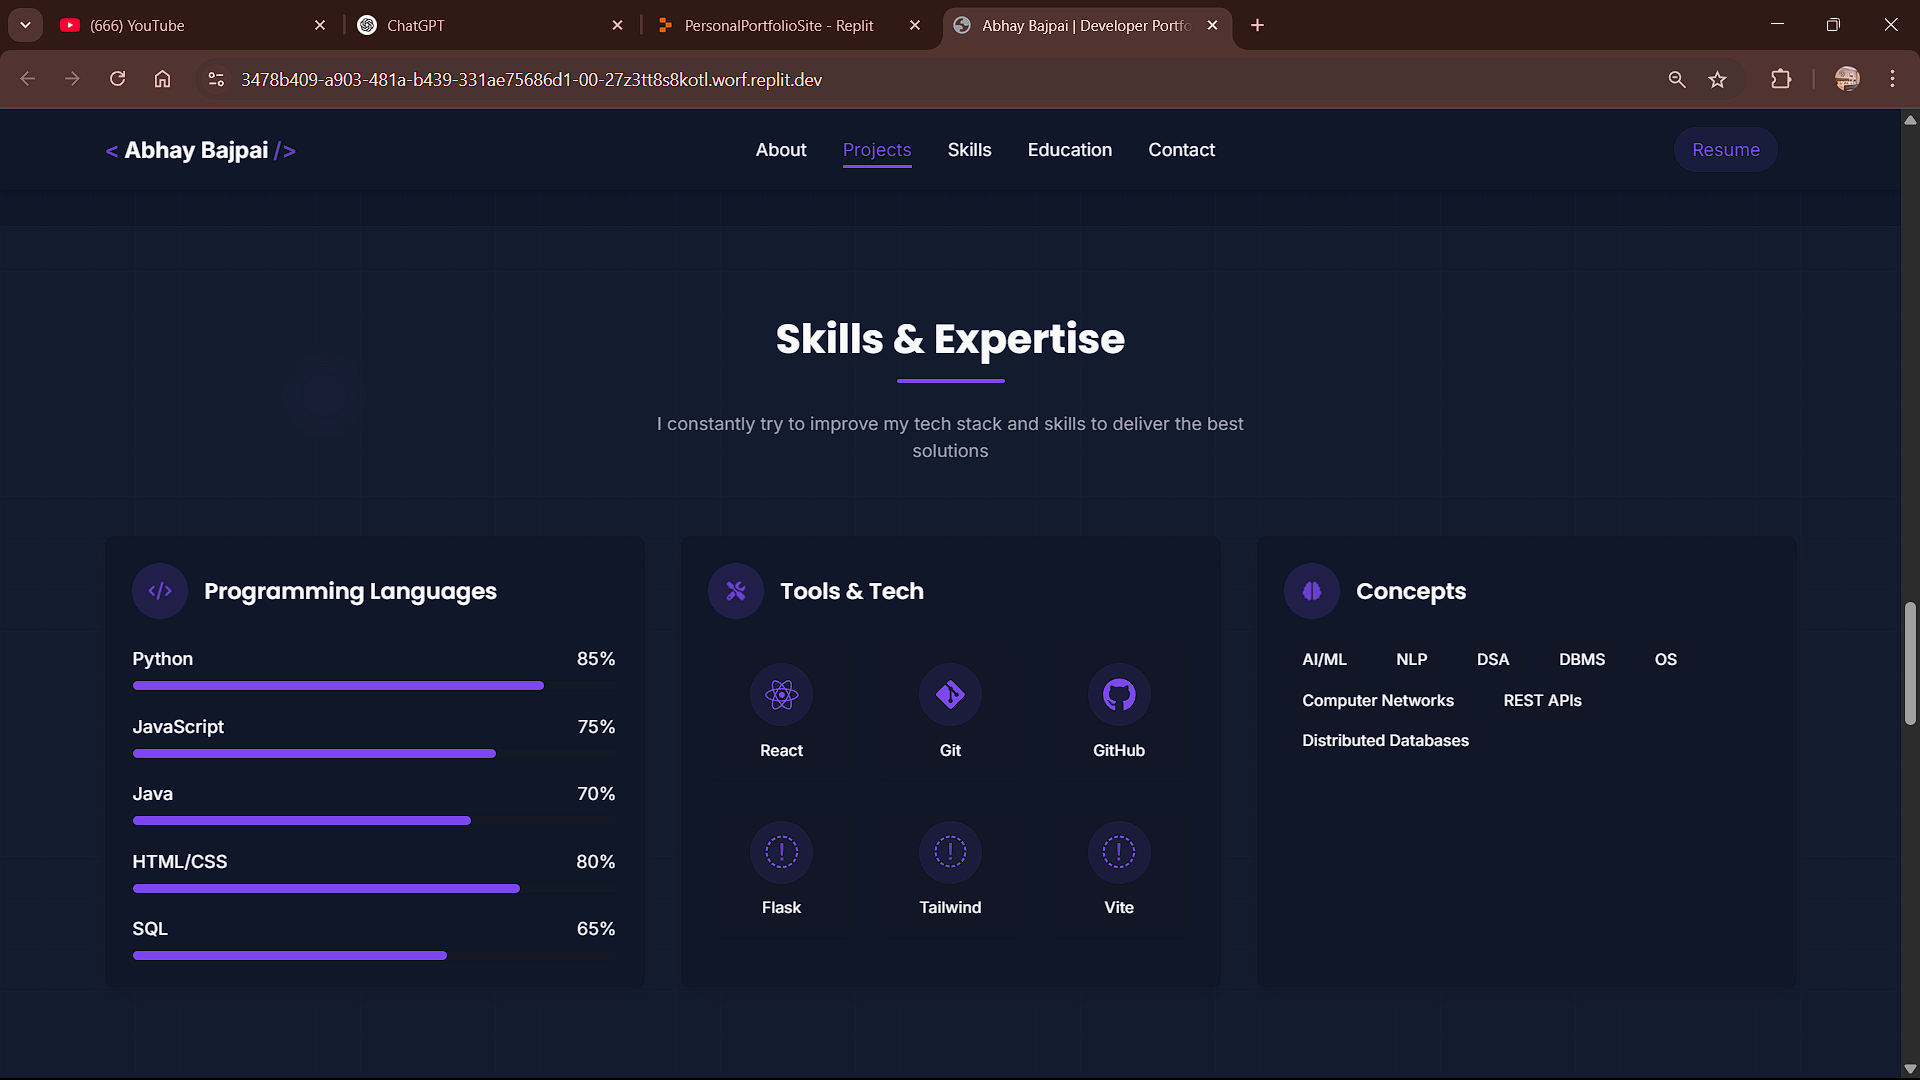 (666) YouTube
ChatGPT
PersonalPortfolioSite - Replit
Abhay Bajpai | Developer Portfo
3478b409-a903-481a-b439-331ae75686d1-00-27z3tt8s8kotl.worf.replit.dev
< Abhay Bajpai />
About
Projects
Skills
Education
Contact
Resume
Skills & Expertise
I constantly try to improve my tech stack and skills to deliver the best
solutions
Programming Languages
Python 85%
JavaScript 75%
Java 70%
HTML/CSS 80%
SQL 65%
Tools & Tech
React
Git
GitHub
Flask
Tailwind
Vite
Concepts
AI/ML NLP DSA DBMS OS
Computer Networks REST APIs
Distributed Databases